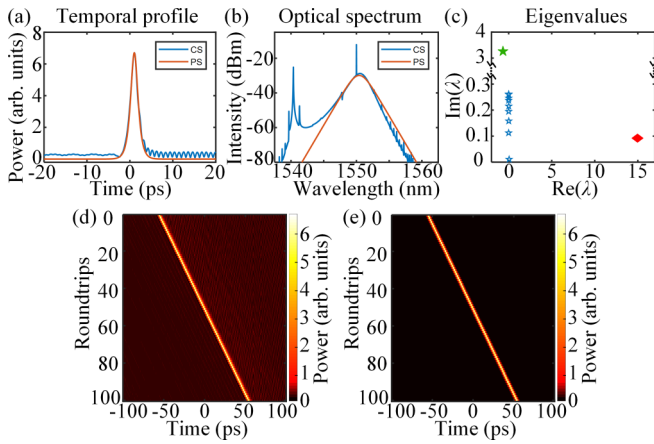 (a) Temporal profile
Power (arb. units)
8
6
4
2
0
CS
PS
-20 -10 0 10 20
Time (ps)
(b) Optical spectrum
Intensity (dBm)
0
-20
-40
-60
-80
CS
PS
1540 1550 1560
Wavelength (nm)
(c) Eigenvalues
Im(λ)
3
0.3
0.2
0.1
0
0 5 10 15
Re(λ)
(d)
Roundtrips
0
20
40
60
80
100
-100 -50 0 50 100
Time (ps)
6
5
4
3
2
1
0
Power (arb. units)
(e)
Roundtrips
0
20
40
60
80
100
-100 -50 0 50 100
Time (ps)
6
5
4
3
2
1
0
Power (arb. units)